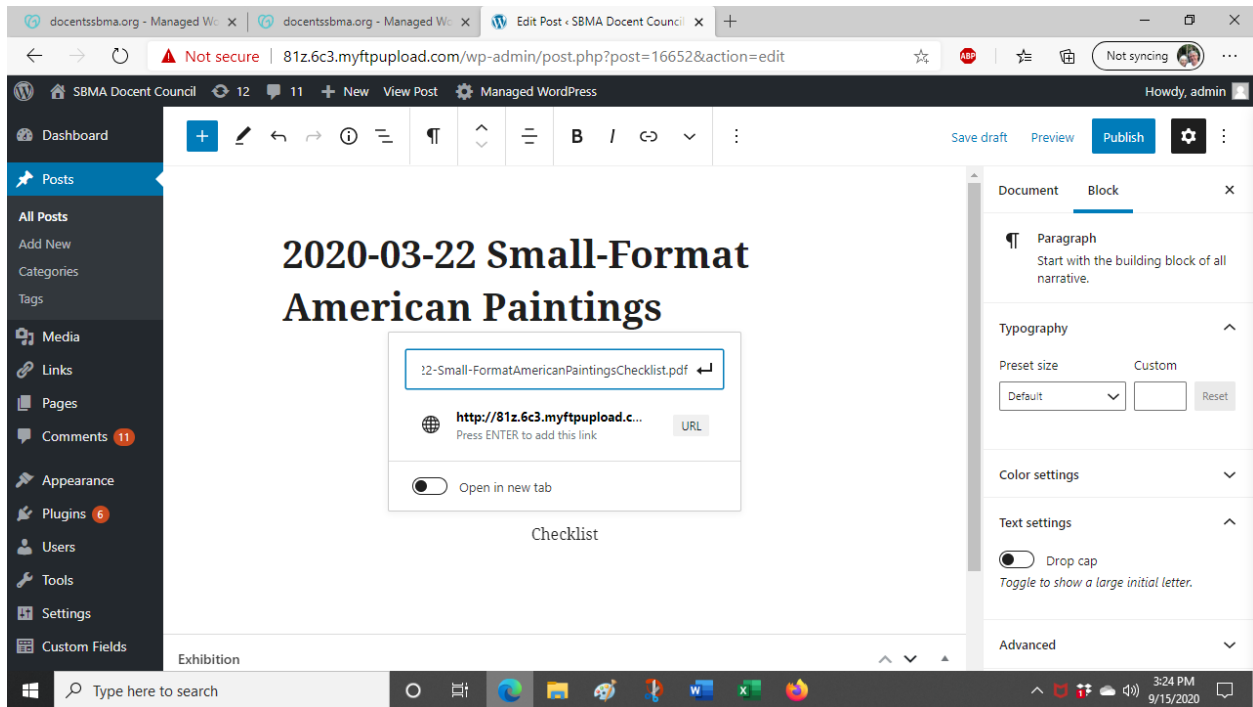 docentssbma.org - Managed Wo
docentssbma.org - Managed Wo
Edit Post ‹ SBMA Docent Council
Not secure
81z.6c3.myftpupload.com/wp-admin/post.php?post=16652&action=edit
ABP
Not syncing
SBMA Docent Council
12
11
New
View Post
Managed WordPress
Howdy, admin
Dashboard
Posts
All Posts
Add New
Categories
Tags
Media
Links
Pages
Comments 11
Appearance
Plugins 6
Users
Tools
Settings
Custom Fields
B I
Save draft
Preview
Publish
2020-03-22 Small-Format
American Paintings
22-Small-FormatAmericanPaintingsChecklist.pdf
http://81z.6c3.myftpupload.c...
Press ENTER to add this link
URL
Open in new tab
Checklist
Exhibition
Document
Block
Paragraph
Start with the building block of all
narrative.
Typography
Preset size
Custom
Default
Reset
Color settings
Text settings
Drop cap
Toggle to show a large initial letter.
Advanced
Type here to search
3:24 PM
9/15/2020